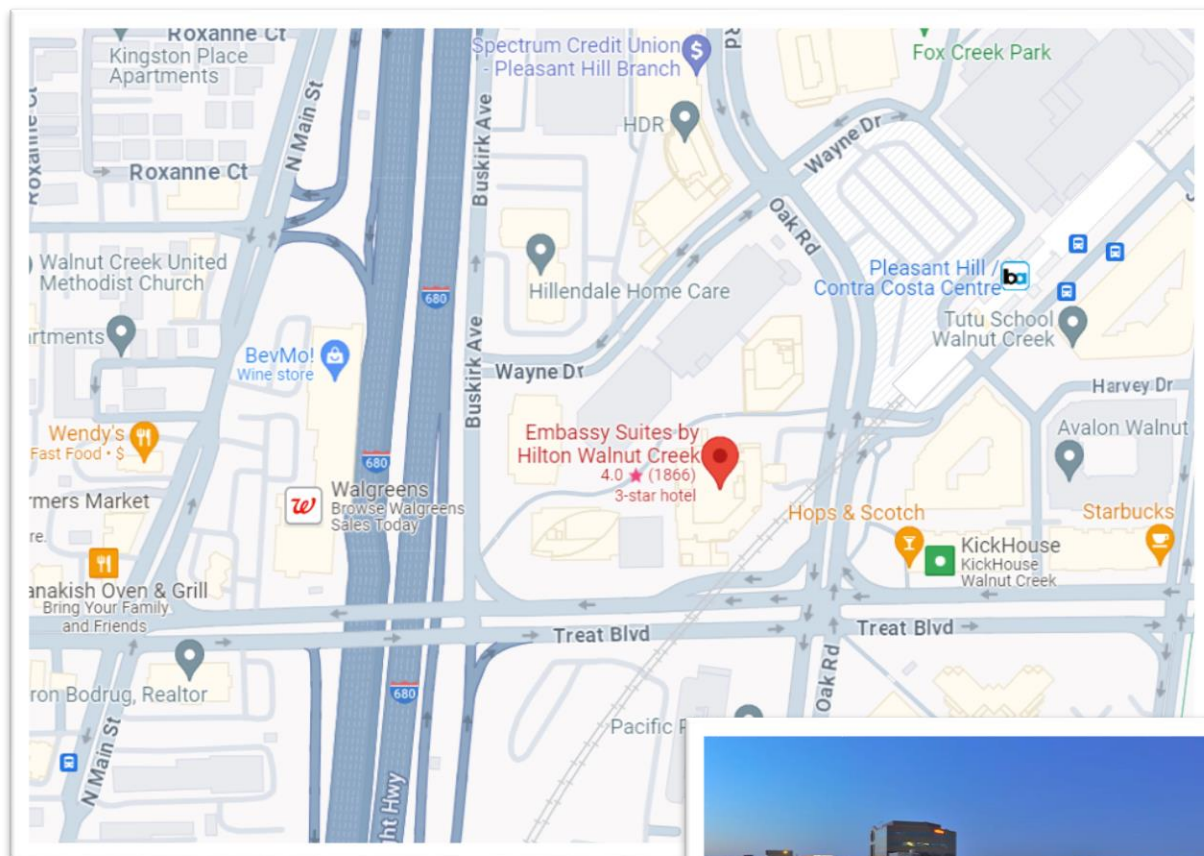 Roxanne Ct
Kingston Place
Apartments
Spectrum Credit Union
- Pleasant Hill Branch
$
Rd
Fox Creek Park
N Main St
Buskirk Ave
HDR
Wayne Dr
Roxanne Ct
Roxanne
Oak Rd
Walnut Creek United
Methodist Church
Hillendale Home Care
680
Pleasant Hill /
Contra Costa Centre
ba
Tutu School
Walnut Creek
artments
BevMo!
Wine store
Buskirk Ave
Wayne Dr
Harvey Dr
Wendy's
Fast Food • $
Embassy Suites by
Hilton Walnut Creek
4.0 ★ (1866)
3-star hotel
Avalon Walnut
680
rmers Market
W
Walgreens
Browse Walgreens
Sales Today
re.
Hops & Scotch
Starbucks
KickHouse
KickHouse
Walnut Creek
anakish Oven & Grill
Bring Your Family
and Friends
Treat Blvd
Treat Blvd
ron Bodrug, Realtor
680
Oak Rd
Pacific
N Main St
ht Hwy